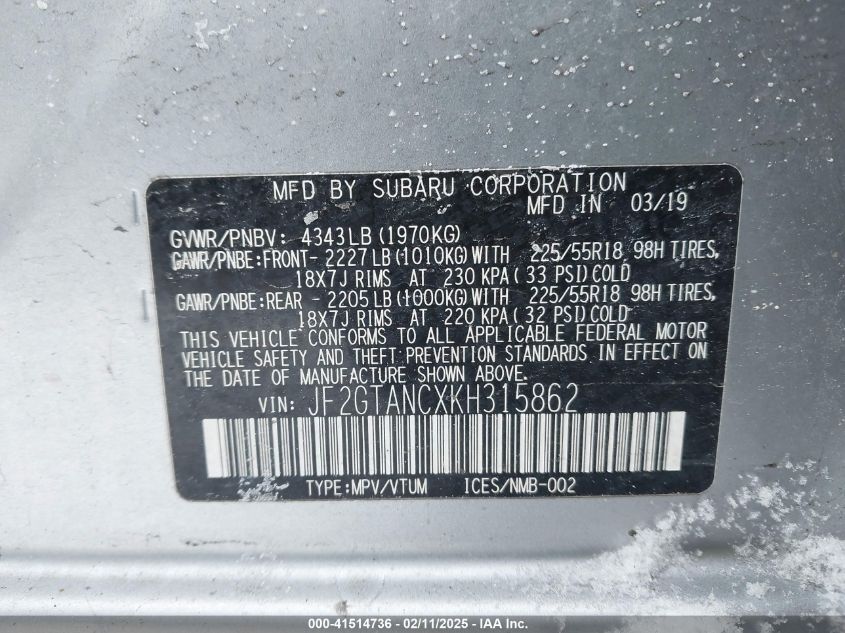 MFD BY SUBARU CORPORATION
MFD IN 03/19
GVWR/PNBV: 4343LB (1970KG)
GAWR/PNBE:FRONT- 2227LB (1010KG) WITH 225/55R18 98H TIRES,
18X7J RIMS AT 230 KPA( 33 PSI) COLD
GAWR/PNBE:REAR - 2205LB (1000KG) WITH 225/55R18 98H TIRES,
18X7J RIMS AT 220 KPA( 32 PSI) COLD
THIS VEHICLE CONFORMS TO ALL APPLICABLE FEDERAL MOTOR
VEHICLE SAFETY AND THEFT PREVENTION STANDARDS IN EFFECT ON
THE DATE OF MANUFACTURE SHOWN ABOVE.
VIN: JF2GTANCXKH315862
TYPE:MPV/VTUM ICES/NMB-002
000-41514736 - 02/11/2025 - IAA Inc.